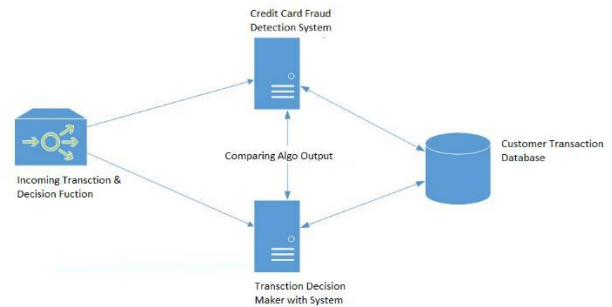 Credit Card Fraud
Detection System
Comparing Algo Output
Customer Transaction
Database
Incoming Transction &
Decision Fuction
Transction Decision
Maker with System